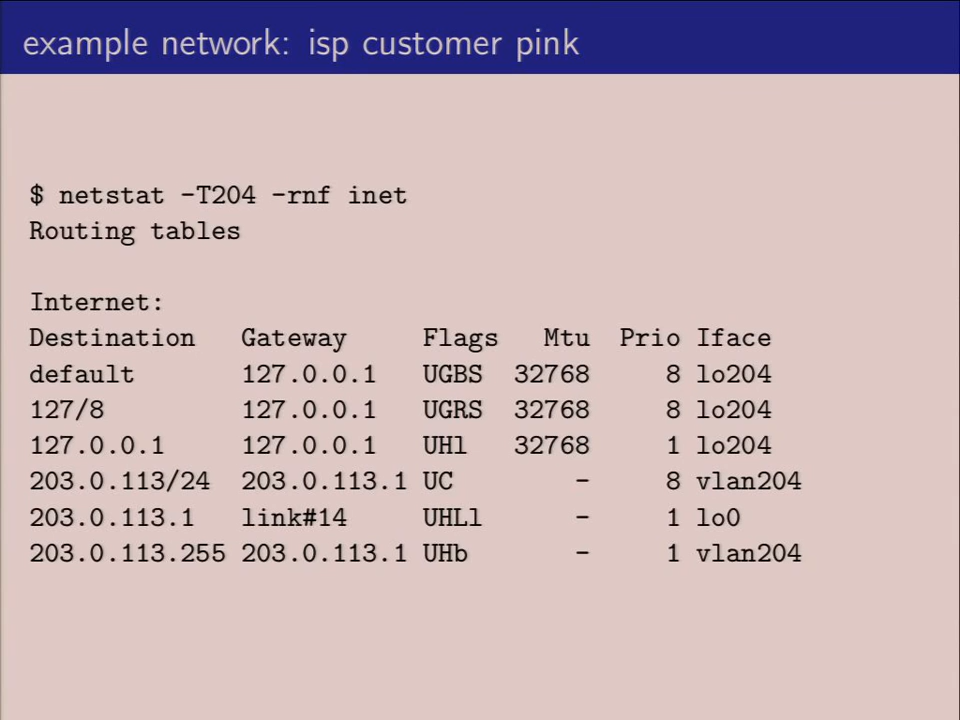 example network: isp customer pink
$ netstat -T204 -rnf inet
Routing tables
Internet:
Destination Gateway Flags Mtu Prio Iface
default 127.0.0.1 UGBS 32768 8 lo204
127/8 127.0.0.1 UGRS 32768 8 lo204
127.0.0.1 127.0.0.1 UHl 32768 1 lo204
203.0.113/24 203.0.113.1 UC - 8 vlan204
203.0.113.1 link#14 UHLl - 1 lo0
203.0.113.255 203.0.113.1 UHb - 1 vlan204